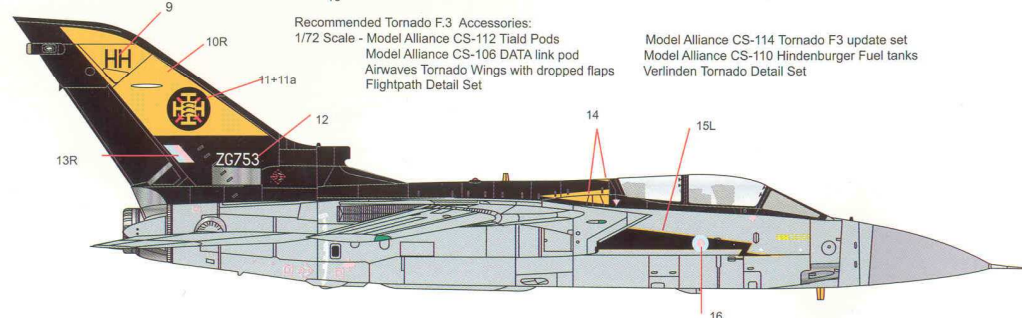 9
Recommended Tornado F.3 Accessories:
1/72 Scale - Model Alliance CS-112 Tiald Pods
Model Alliance CS-106 DATA link pod
Airwaves Tornado Wings with dropped flaps
Flightpath Detail Set
Model Alliance CS-114 Tornado F3 update set
Model Alliance CS-110 Hindenburger Fuel tanks
Verlinden Tornado Detail Set
10R
HH
11+11a
12
14
15L
13R
ZG753
16